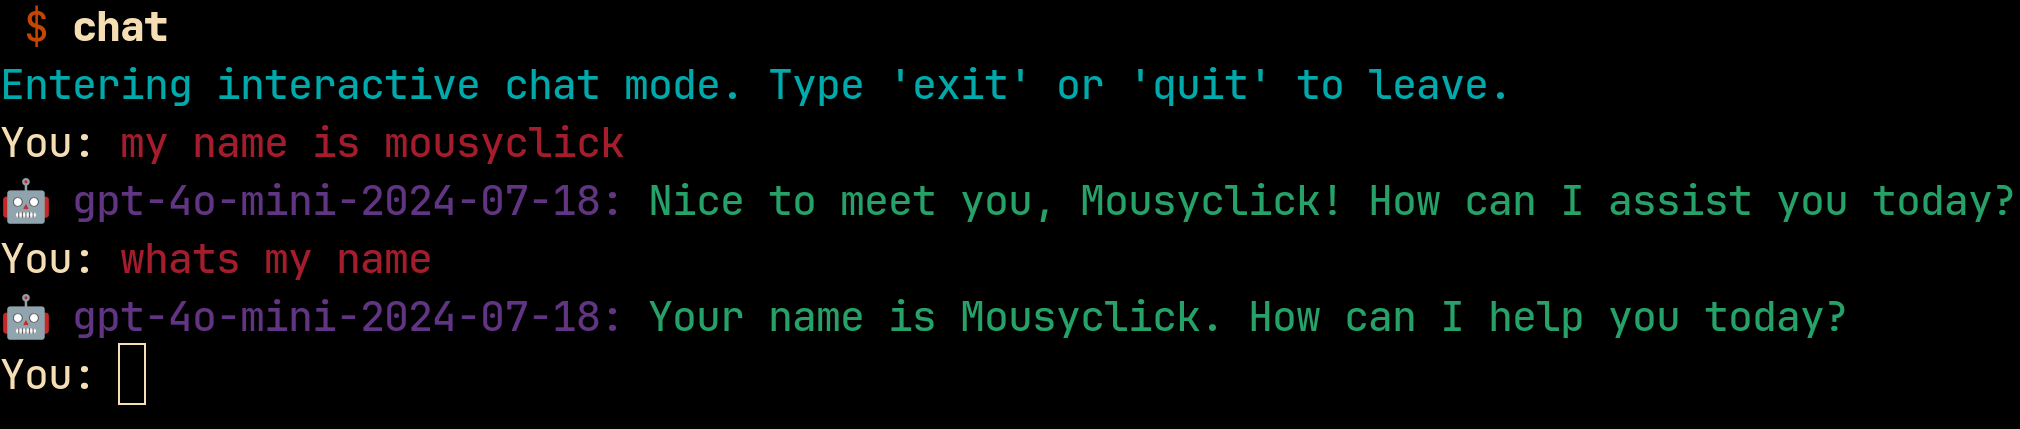 $ chat
Entering interactive chat mode. Type 'exit' or 'quit' to leave.
You: my name is mousyclick
🤖 gpt-4o-mini-2024-07-18: Nice to meet you, Mousyclick! How can I assist you today?
You: whats my name
🤖 gpt-4o-mini-2024-07-18: Your name is Mousyclick. How can I help you today?
You: